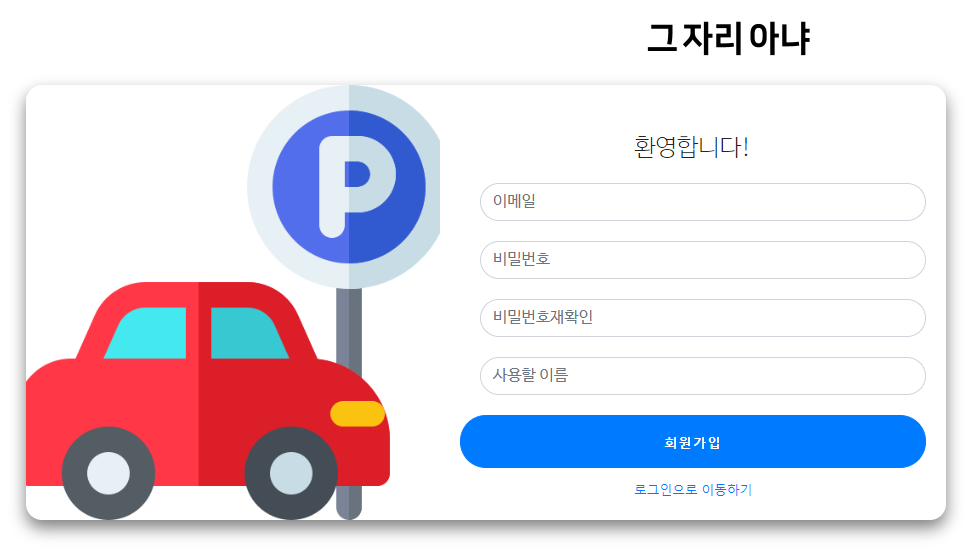 그 자리 아냐
P
환영합니다!
이메일
비밀번호
비밀번호재확인
사용할 이름
회원가입
로그인으로 이동하기